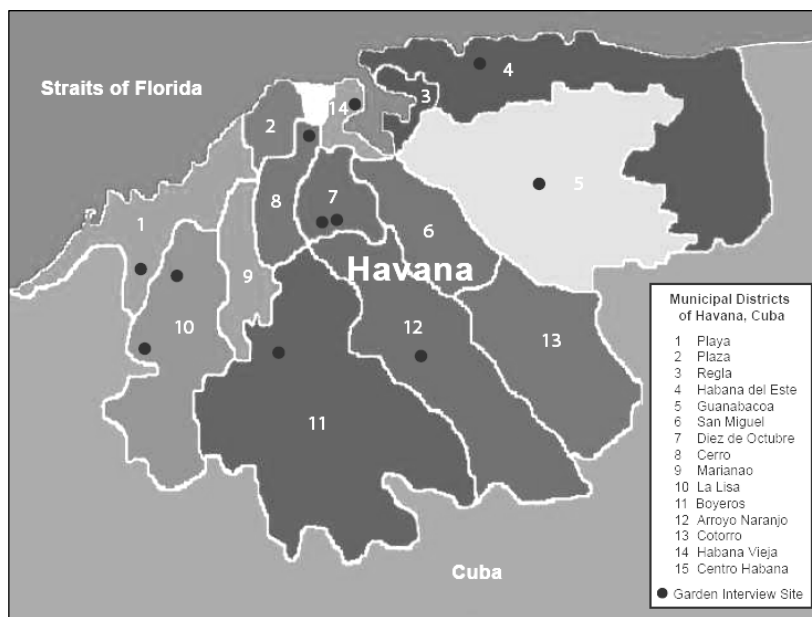 Straits of Florida
4
3
14
2
5
1
8
7
6
Havana
9
10
12
13
11
Cuba
Municipal Districts
of Havana, Cuba
1 Playa
2 Plaza
3 Regla
4 Habana del Este
5 Guanabacoa
6 San Miguel
7 Diez de Octubre
8 Cerro
9 Marianao
10 La Lisa
11 Boyeros
12 Arroyo Naranjo
13 Cotorro
14 Habana Vieja
15 Centro Habana
Garden Interview Site